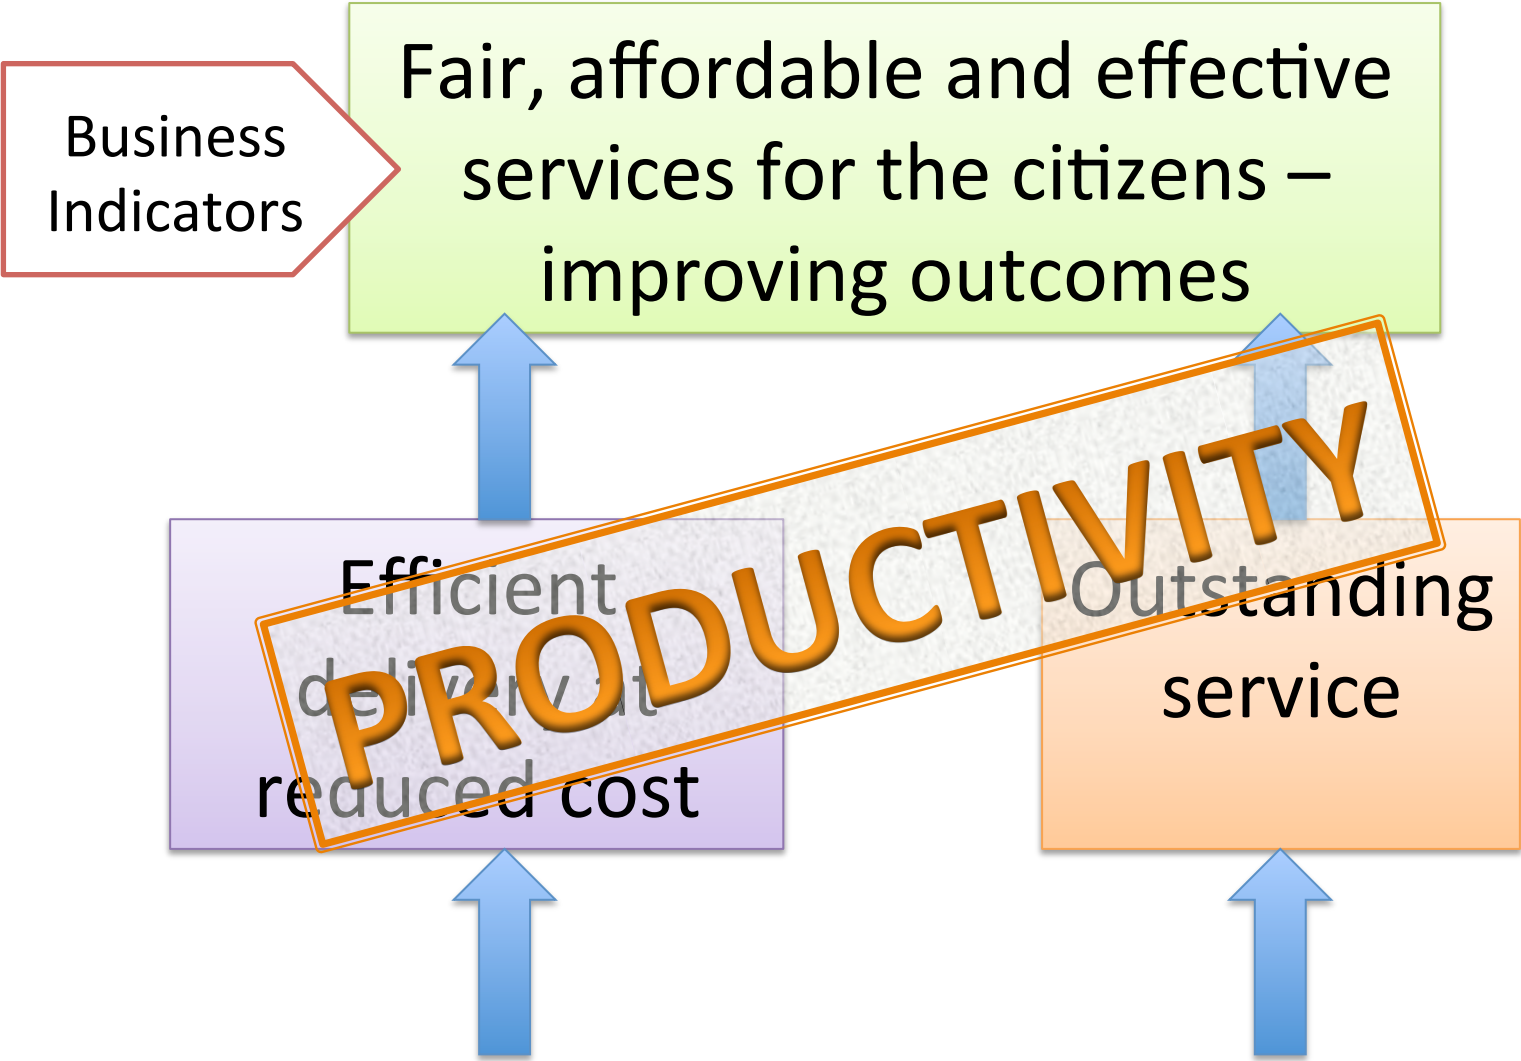 Business
Indicators
Fair, affordable and effective
services for the citizens –
improving outcomes
Efficient
delivery at
reduced cost
PRODUCTIVITY
Outstanding
service